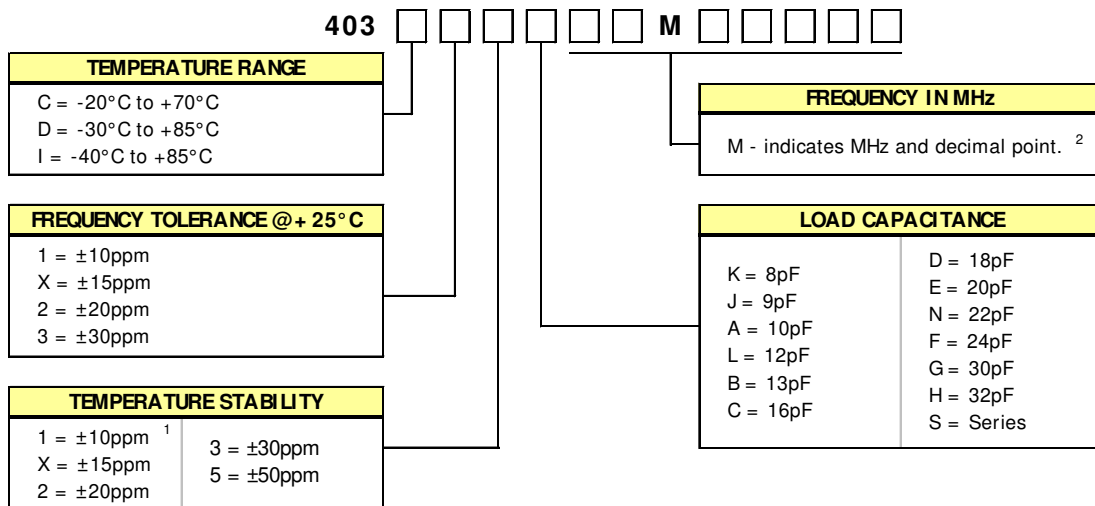 403 M
TEMPERATURE RANGE
C = -20°C to +70°C
D = -30°C to +85°C
I = -40°C to +85°C
FREQUENCY IN MHz
M - indicates MHz and decimal point. 2
FREQUENCY TOLERANCE @ + 25°C
1 = ±10ppm
X = ±15ppm
2 = ±20ppm
3 = ±30ppm
LOAD CAPACITANCE
K = 8pF
J = 9pF
A = 10pF
L = 12pF
B = 13pF
C = 16pF
D = 18pF
E = 20pF
N = 22pF
F = 24pF
G = 30pF
H = 32pF
S = Series
TEMPERATURE STABILITY
1 = ±10ppm 1
X = ±15ppm
2 = ±20ppm
3 = ±30ppm
5 = ±50ppm